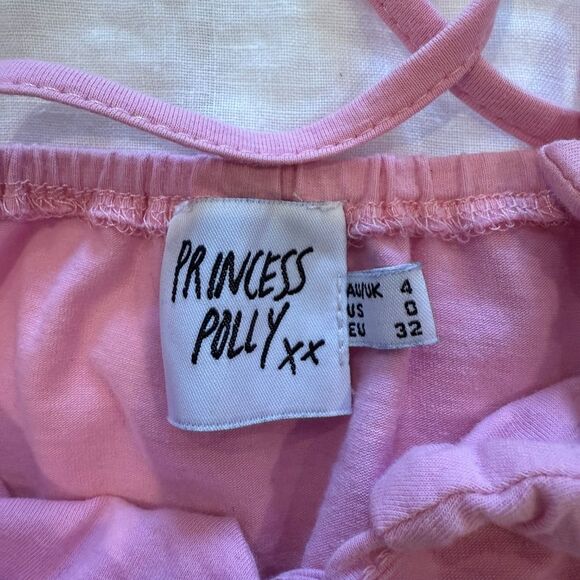 PRINCESS
POLLY xx
AU/UK 4
US 0
EU 32